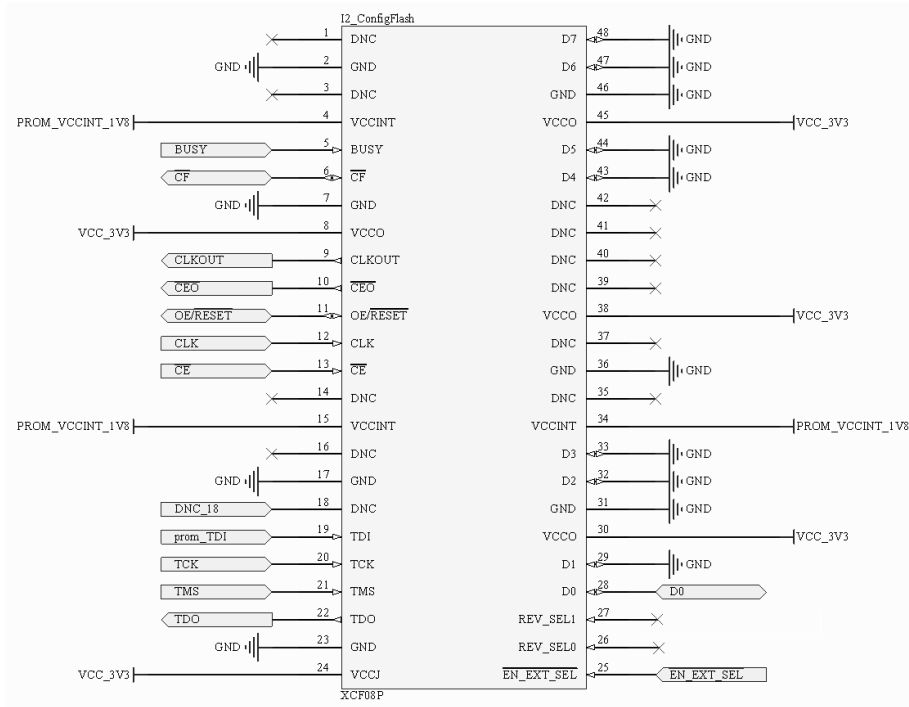 I2_ConfigFlash
1 DNC D7 48 GND
GND 2 GND D6 47 GND
3 DNC GND 46 GND
PROM_VCCINT_1V8 4 VCCINT VCCO 45 VCC_3V3
BUSY 5 BUSY D5 44 GND
CF 6 CF D4 43 GND
GND 7 GND DNC 42
VCC_3V3 8 VCCO DNC 41
CLKOUT 9 CLKOUT DNC 40
CEO 10 CEO DNC 39
OE/RESET 11 OE/RESET VCCO 38 VCC_3V3
CLK 12 CLK DNC 37
CE 13 CE GND 36 GND
14 DNC DNC 35
PROM_VCCINT_1V8 15 VCCINT VCCINT 34 PROM_VCCINT_1V8
16 DNC D3 33 GND
GND 17 GND D2 32 GND
DNC_18 18 DNC GND 31 GND
prom_TDI 19 TDI VCCO 30 VCC_3V3
TCK 20 TCK D1 29 GND
TMS 21 TMS D0 28 D0
TDO 22 TDO REV_SEL1 27
GND 23 GND REV_SEL0 26
VCC_3V3 24 VCCJ EN_EXT_SEL 25 EN_EXT_SEL
XCF08P